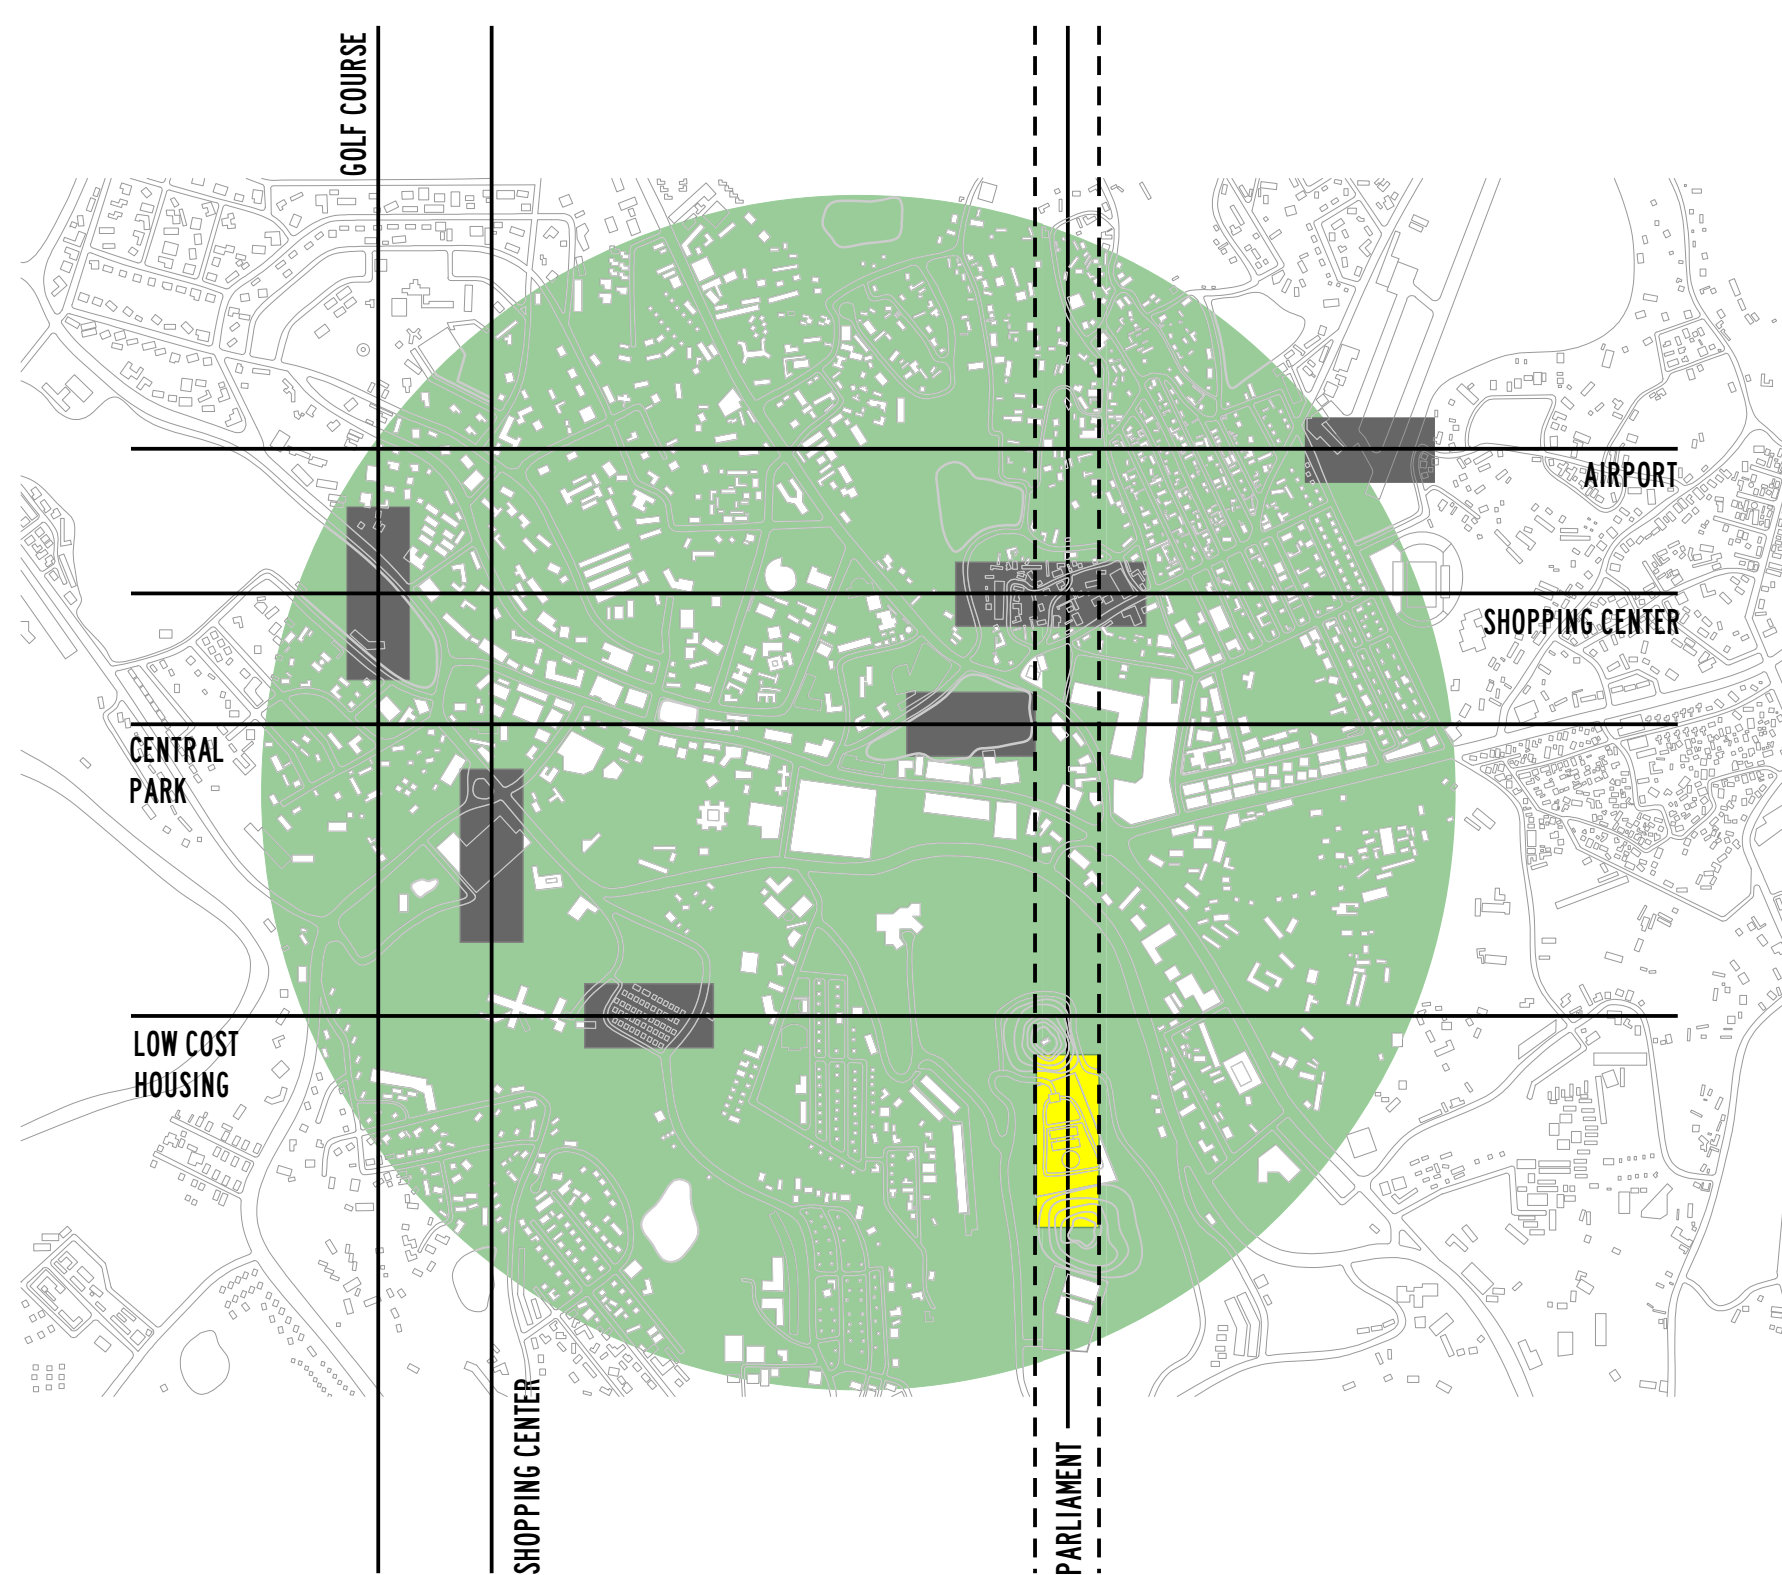 GOLF COURSE
AIRPORT
SHOPPING CENTER
CENTRAL
PARK
LOW COST
HOUSING
SHOPPING CENTER
PARLIAMENT